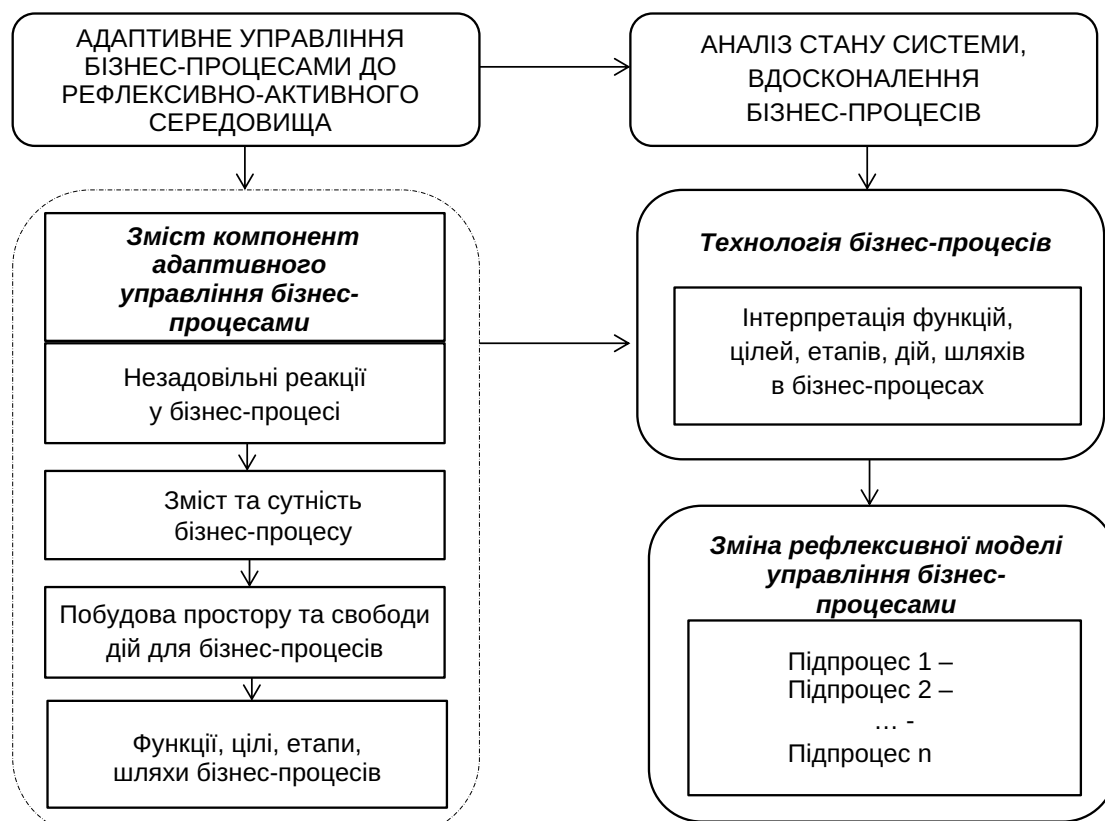 АДАПТИВНЕ УПРАВЛІННЯ
БІЗНЕС-ПРОЦЕСАМИ ДО
РЕФЛЕКСИВНО-АКТИВНОГО
СЕРЕДОВИЩА
АНАЛІЗ СТАНУ СИСТЕМИ,
ВДОСКОНАЛЕННЯ
БІЗНЕС-ПРОЦЕСІВ
Зміст компонент
адаптивного
управління бізнес-
процесами
Незадовільні реакції
у бізнес-процесі
Зміст та сутність
бізнес-процесу
Побудова простору та свободи
дій для бізнес-процесів
Функції, цілі, етапи,
шляхи бізнес-процесів
Технологія бізнес-процесів
Інтерпретація функцій,
цілей, етапів, дій, шляхів
в бізнес-процесах
Зміна рефлексивної моделі
управління бізнес-
процесами
Підпроцес 1 –
Підпроцес 2 –
... -
Підпроцес n